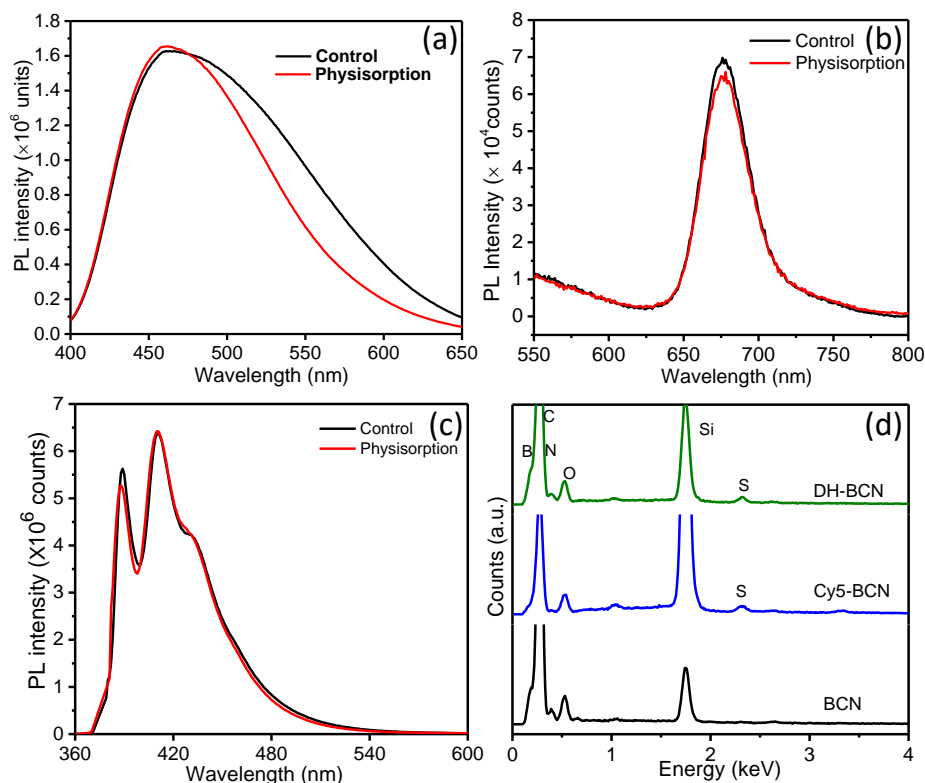 (a)
Control
Physisorption
PL intensity (×10⁶ units)
1.8
1.6
1.4
1.2
1.0
0.8
0.6
0.4
0.2
0.0
400 450 500 550 600 650
Wavelength (nm)
(b)
Control
Physisorption
PL Intensity (× 10⁴counts)
8
7
6
5
4
3
2
1
0
550 600 650 700 750 800
Wavelength (nm)
(c)
Control
Physisorption
PL intensity (X10⁶ counts)
7
6
5
4
3
2
1
0
360 420 480 540 600
Wavelength (nm)
(d)
Counts (a.u.)
C
B N
O
Si
S
DH-BCN
S
Cy5-BCN
BCN
0 1 2 3 4
Energy (keV)